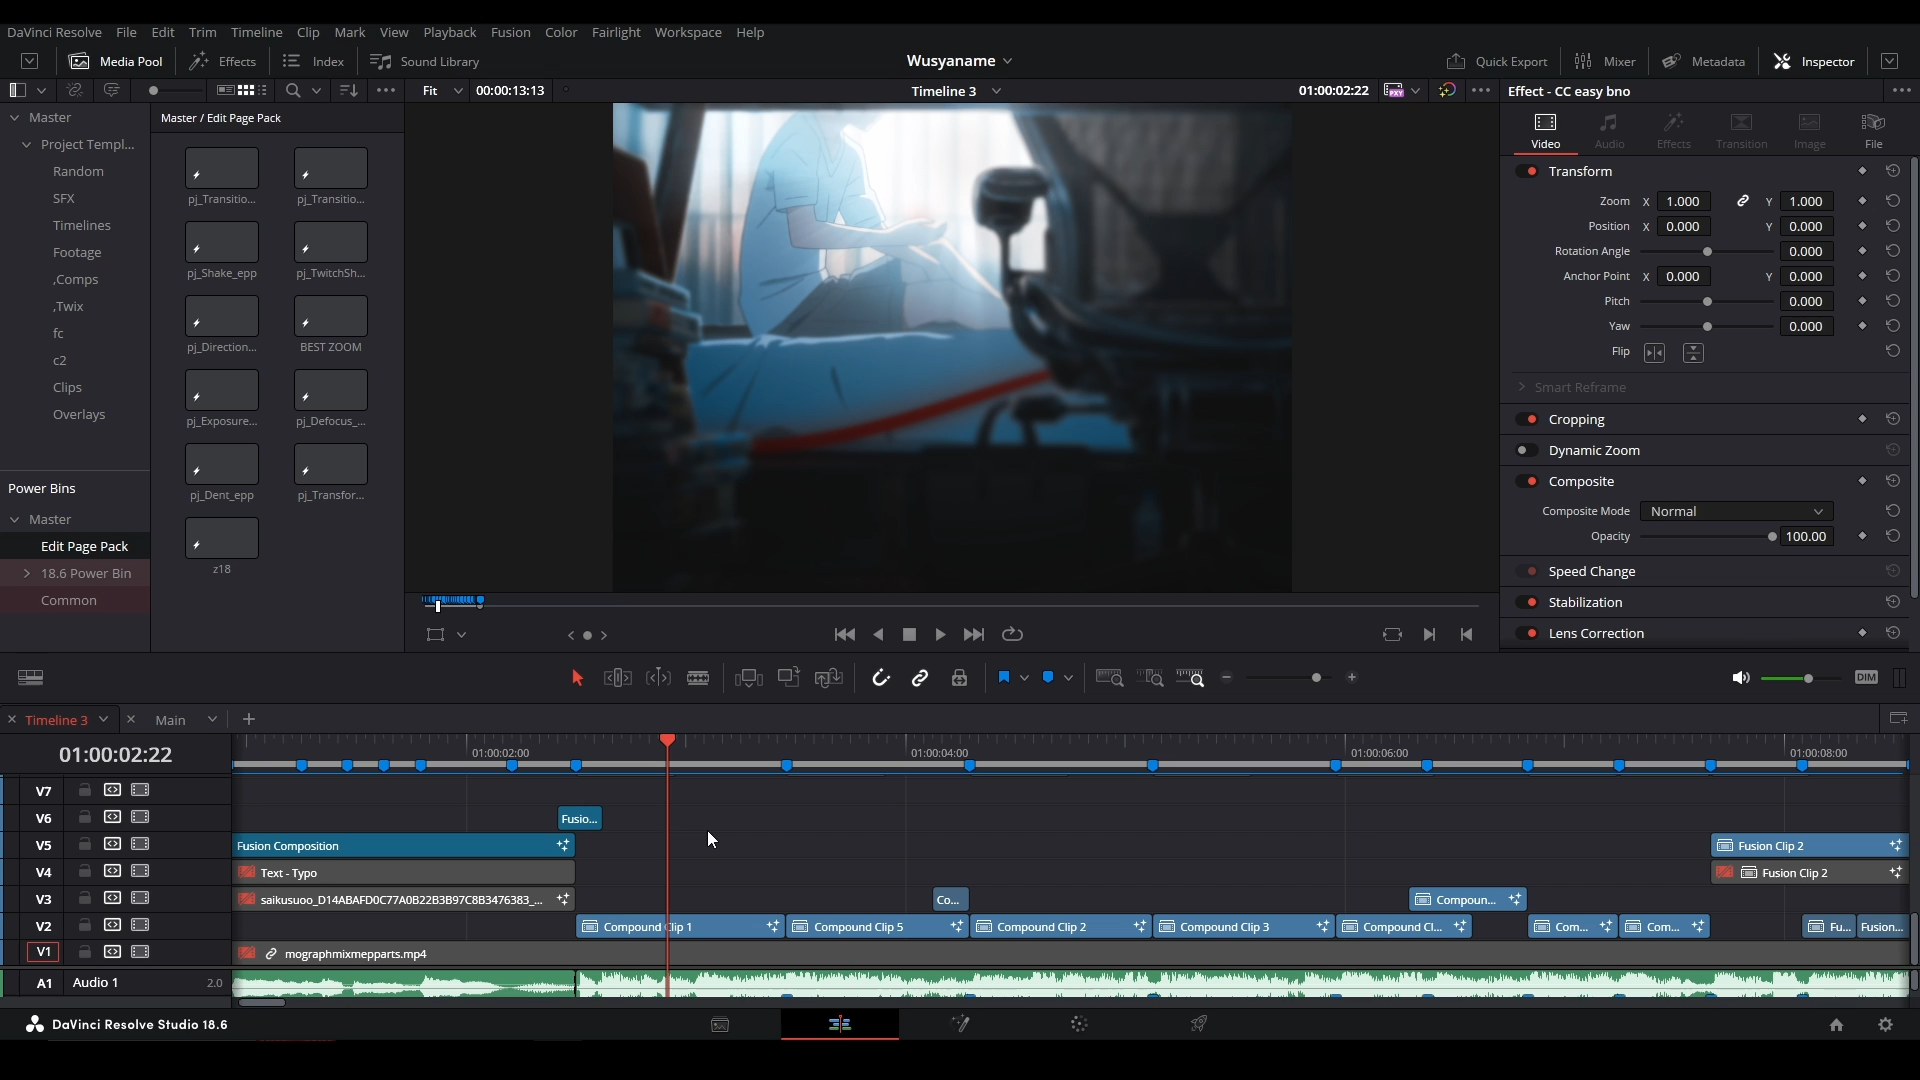 DaVinci Resolve File Edit Trim Timeline Clip Mark View Playback Fusion Color Fairlight Workspace Help
Media Pool Effects Index Sound Library Wusyaname Quick Export Mixer Metadata Inspector
Fit 00:00:13:13 Timeline 3 01:00:02:22 Effect - CC easy bno
Master
Project Templ...
Random
SFX
Timelines
Footage
,Comps
,Twix
fc
c2
Clips
Overlays
Power Bins
Master
Edit Page Pack
18.6 Power Bin
Common
Master / Edit Page Pack
pj_Transitio... pj_Transitio...
pj_Shake_epp pj_TwitchSh...
pj_Direction... BEST ZOOM
pj_Exposure... pj_Defocus_...
pj_Dent_epp pj_Transfor...
z18
Video Audio Effects Transition Image File
Transform
Zoom X 1.000 Y 1.000
Position X 0.000 Y 0.000
Rotation Angle 0.000
Anchor Point X 0.000 Y 0.000
Pitch 0.000
Yaw 0.000
Flip
Smart Reframe
Cropping
Dynamic Zoom
Composite
Composite Mode Normal
Opacity 100.00
Speed Change
Stabilization
Lens Correction
DIM
Timeline 3 Main
01:00:02:22 01:00:02:00 01:00:04:00 01:00:06:00 01:00:08:00
V7
V6 Fusio...
V5 Fusion Composition Fusion Clip 2
V4 Text - Typo Fusion Clip 2
V3 saikusuoo_D14ABAFD0C77A0B22B3B97C8B3476383_... Co... Compoun...
V2 Compound Clip 1 Compound Clip 5 Compound Clip 2 Compound Clip 3 Compound Cl... Com... Com... Fu... Fusion...
V1 mographmixmepparts.mp4
A1 Audio 1 2.0
DaVinci Resolve Studio 18.6